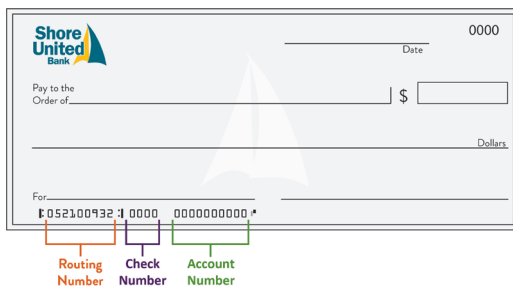 Shore
United
Bank
0000
Date
Pay to the
Order of
$
Dollars
For
⑆052100932⑆ 0000 0000000000⑈
Routing
Number
Check
Number
Account
Number